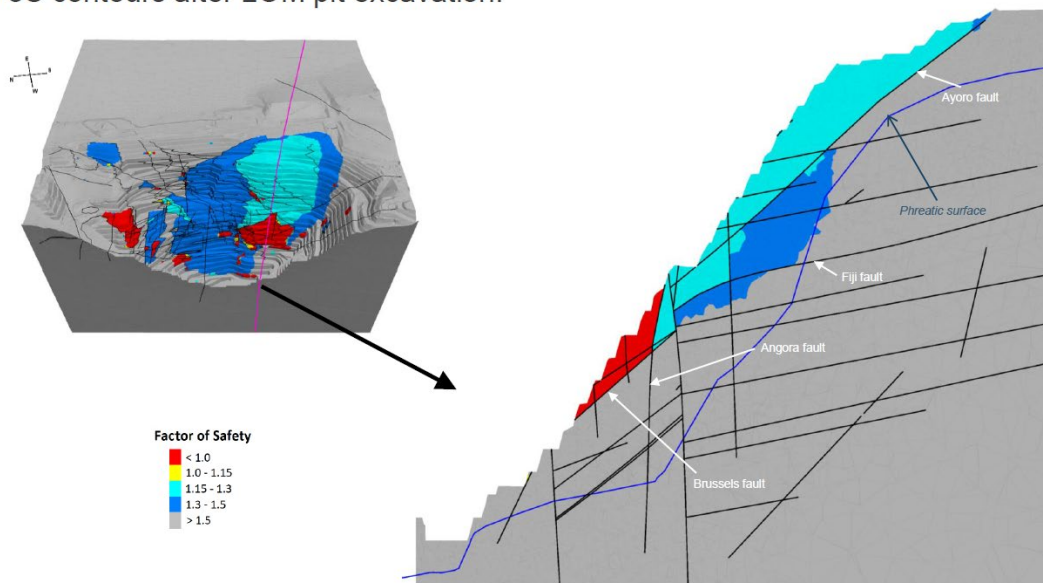 Ayoro fault
Phreatic surface
Fiji fault
Angora fault
Brussels fault
Factor of Safety
< 1.0
1.0 - 1.15
1.15 - 1.3
1.3 - 1.5
> 1.5